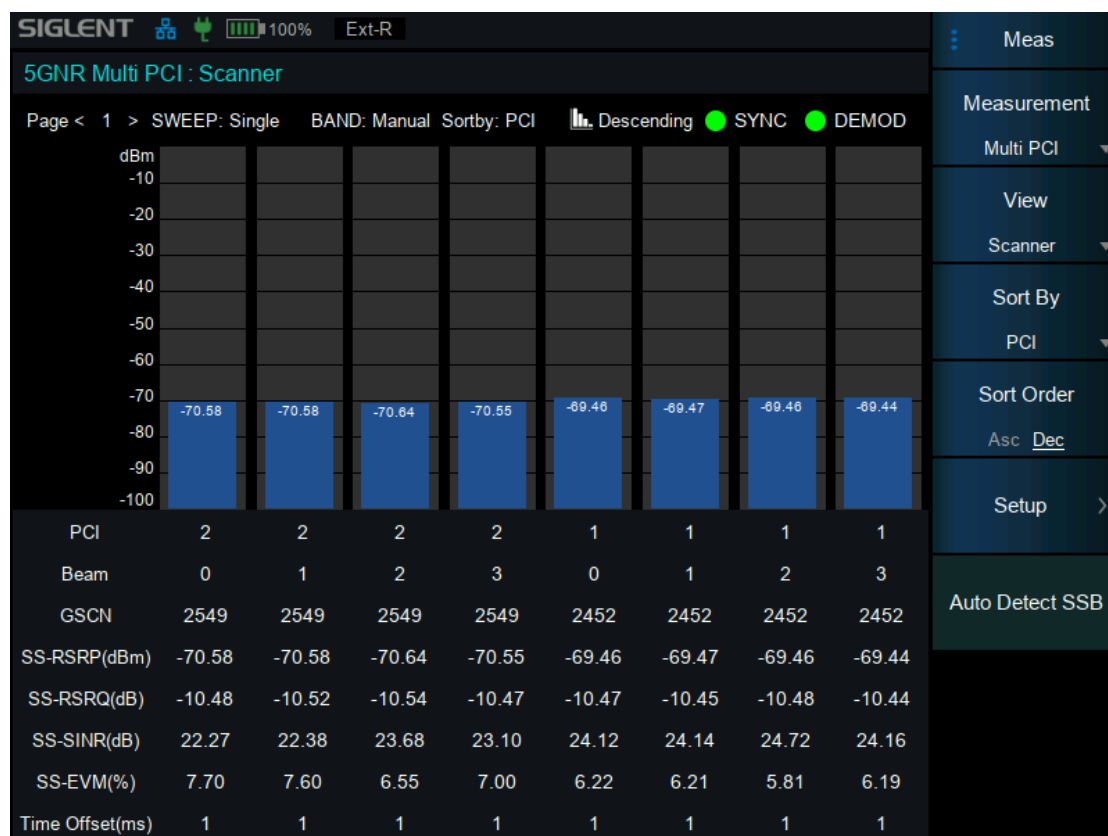 SIGLENT 100% Ext-R
Meas
5GNR Multi PCI : Scanner
Page < 1 > SWEEP: Single BAND: Manual Sortby: PCI Descending SYNC DEMOD
dBm
-10
-20
-30
-40
-50
-60
-70
-80
-90
-100
-70.58 -70.58 -70.64 -70.55 -69.46 -69.47 -69.46 -69.44
PCI 2 2 2 2 1 1 1 1
Beam 0 1 2 3 0 1 2 3
GSCN 2549 2549 2549 2549 2452 2452 2452 2452
SS-RSRP(dBm) -70.58 -70.58 -70.64 -70.55 -69.46 -69.47 -69.46 -69.44
SS-RSRQ(dB) -10.48 -10.52 -10.54 -10.47 -10.47 -10.45 -10.48 -10.44
SS-SINR(dB) 22.27 22.38 23.68 23.10 24.12 24.14 24.72 24.16
SS-EVM(%) 7.70 7.60 6.55 7.00 6.22 6.21 5.81 6.19
Time Offset(ms) 1 1 1 1 1 1 1 1
Measurement
Multi PCI
View
Scanner
Sort By
PCI
Sort Order
Asc Dec
Setup >
Auto Detect SSB